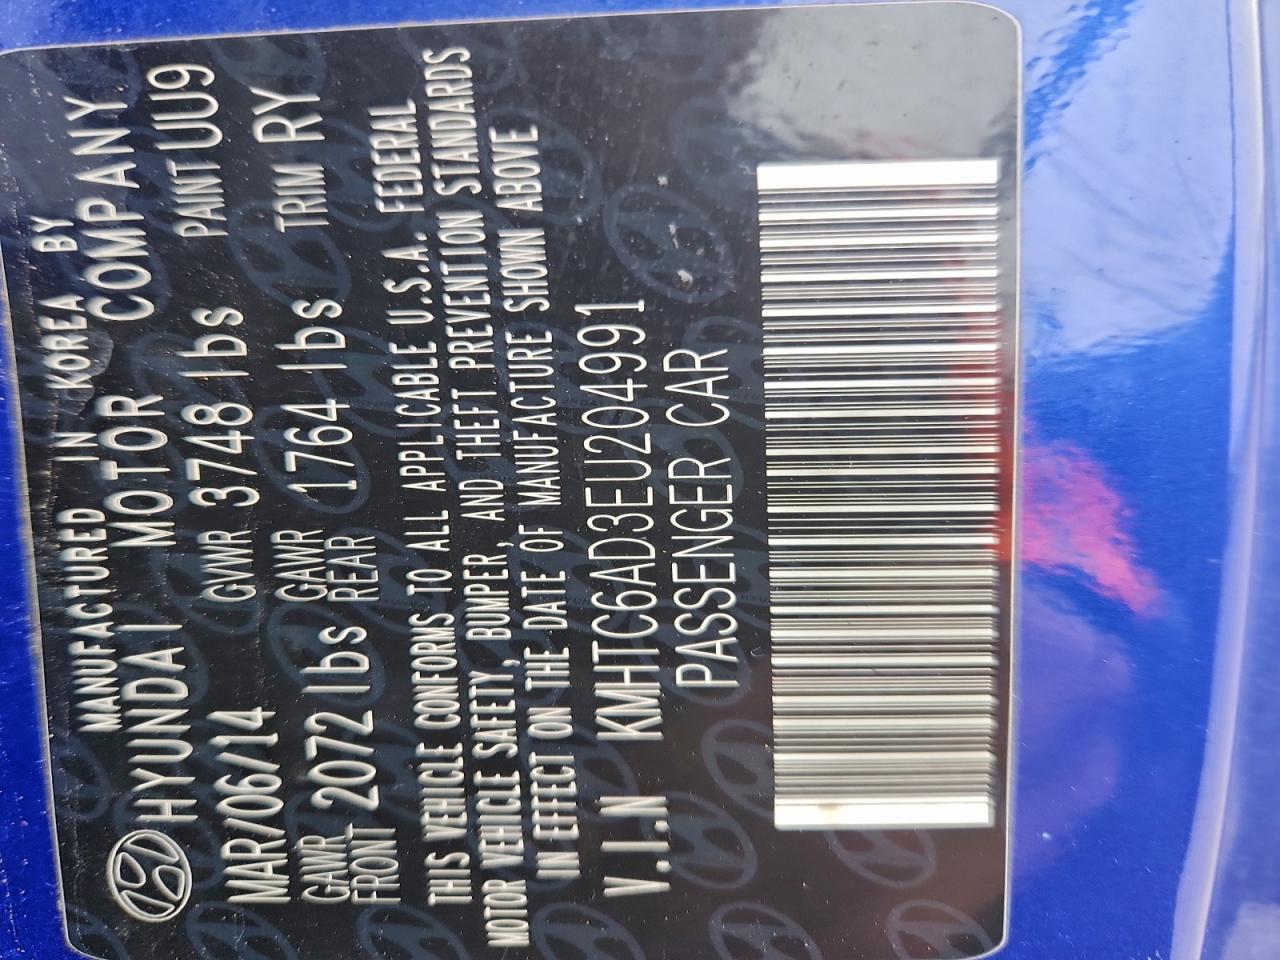 MANUFACTURED IN KOREA BY
HYUNDAI MOTOR COMPANY
MAR/06/14 GVWR 3748 lbs PAINT UU9
GAWR FRONT 2072 lbs GAWR REAR 1764 lbs TRIM RY
THIS VEHICLE CONFORMS TO ALL APPLICABLE U.S.A. FEDERAL
MOTOR VEHICLE SAFETY, BUMPER, AND THEFT PREVENTION STANDARDS
IN EFFECT ON THE DATE OF MANUFACTURE SHOWN ABOVE
V.I.N KMHTC6AD3EU204991
PASSENGER CAR